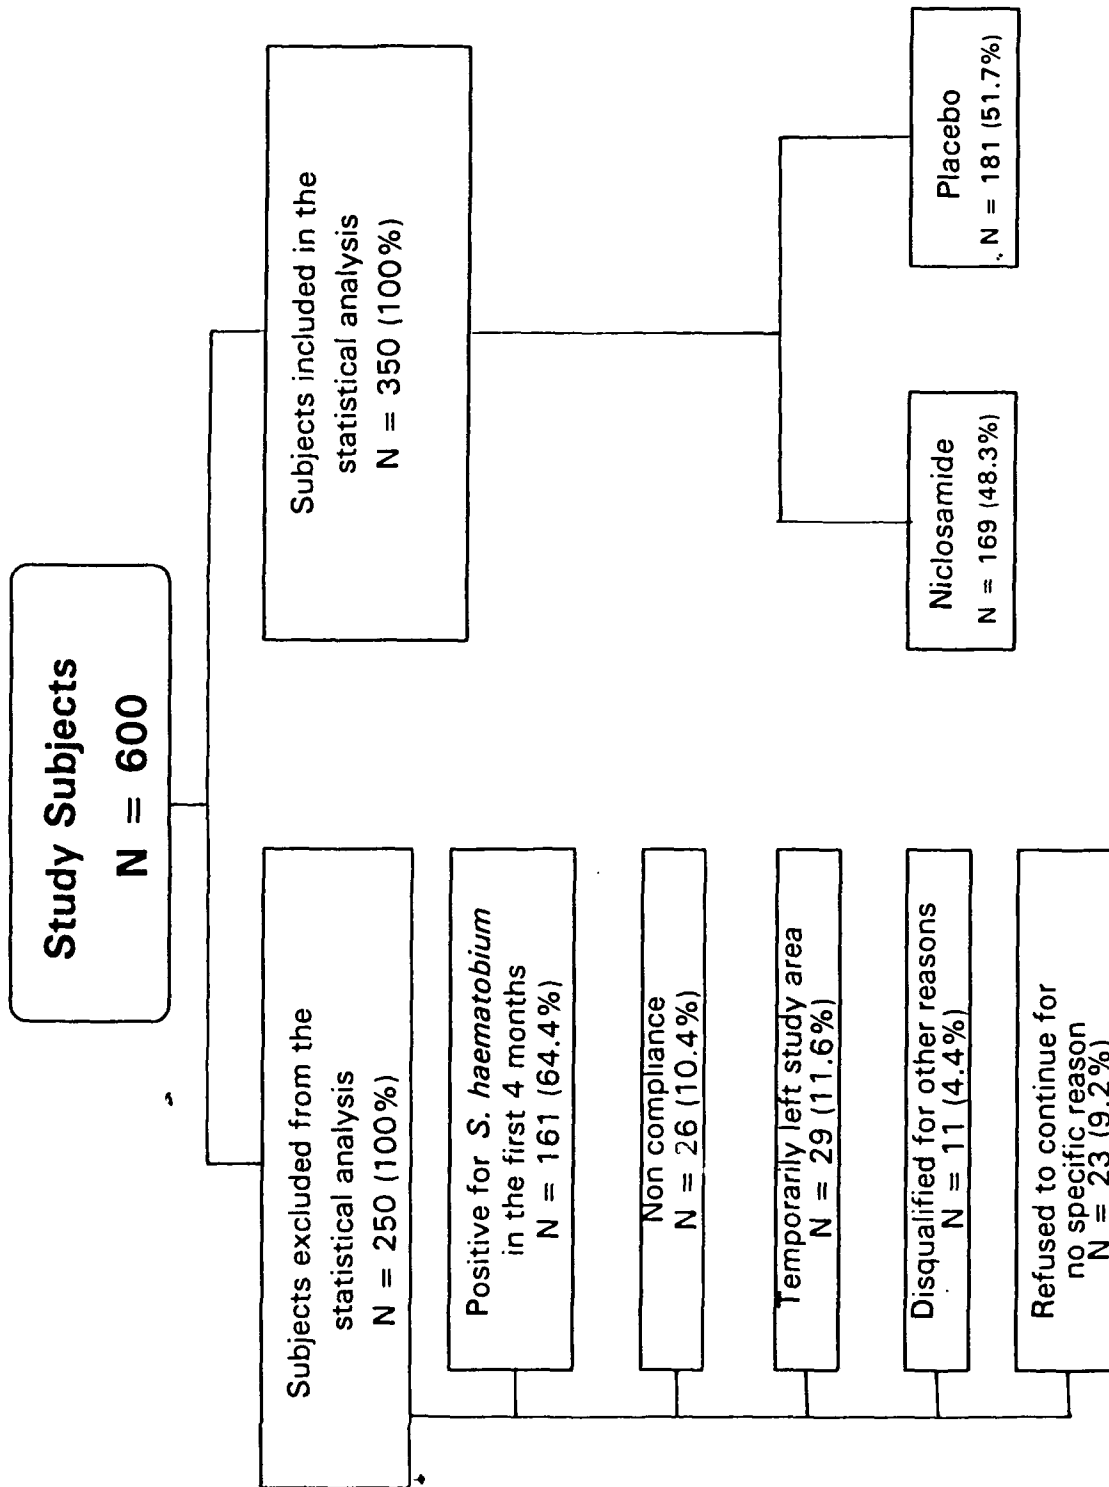 Study Subjects
N = 600
Subjects excluded from the
statistical analysis
N = 250 (100%)
Positive for S. haematobium
in the first 4 months
N = 161 (64.4%)
Non compliance
N = 26 (10.4%)
Temporarily left study area
N = 29 (11.6%)
Disqualified for other reasons
N = 11 (4.4%)
Refused to continue for
no specific reason
N = 23 (9.2%)
Subjects included in the
statistical analysis
N = 350 (100%)
Niclosamide
N = 169 (48.3%)
Placebo
N = 181 (51.7%)